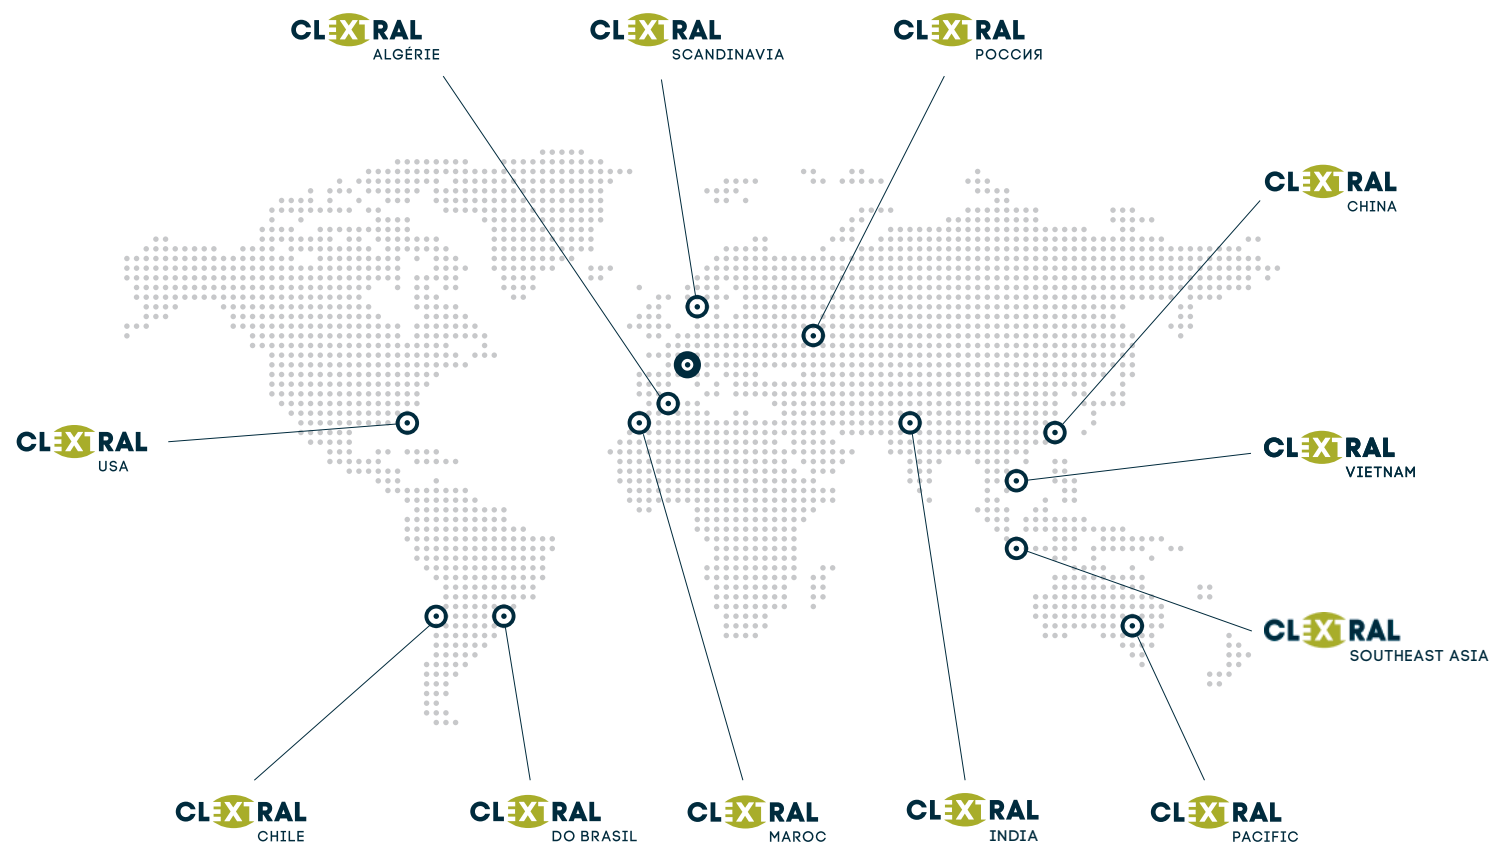 CLEXTRAL
ALGÉRIE
CLEXTRAL
SCANDINAVIA
CLEXTRAL
РОССИЯ
CLEXTRAL
CHINA
CLEXTRAL
USA
CLEXTRAL
VIETNAM
CLEXTRAL
SOUTHEAST ASIA
CLEXTRAL
CHILE
CLEXTRAL
DO BRASIL
CLEXTRAL
MAROC
CLEXTRAL
INDIA
CLEXTRAL
PACIFIC